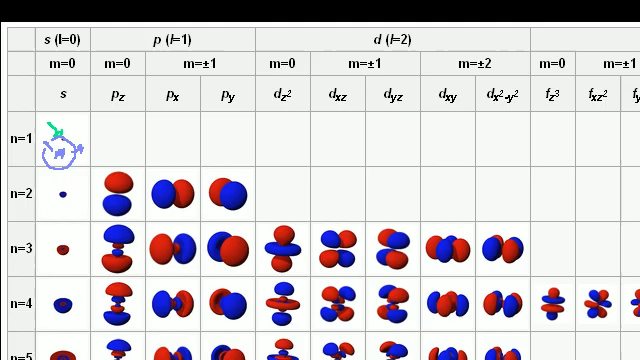 s (l=0) p (l=1) d (l=2)
m=0 m=0 m=±1 m=0 m=±1 m=±2 m=0 m=±1
s pz px py dz² dxz dyz dxy dx²-y² fz³ fxz²
n=1
n=2
n=3
n=4
n=5